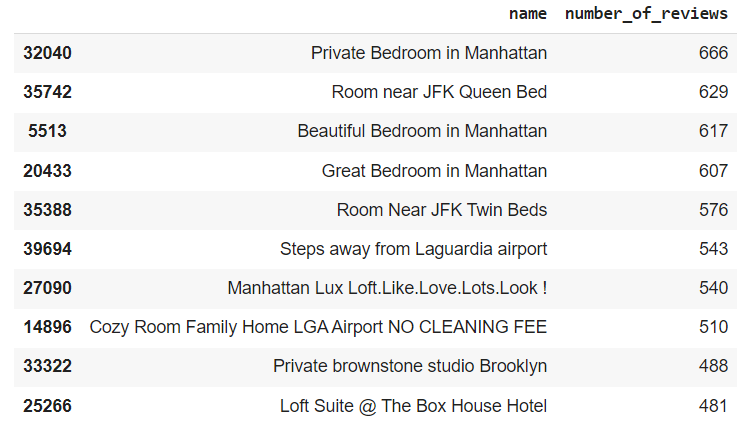 name number_of_reviews
32040 Private Bedroom in Manhattan 666
35742 Room near JFK Queen Bed 629
5513 Beautiful Bedroom in Manhattan 617
20433 Great Bedroom in Manhattan 607
35388 Room Near JFK Twin Beds 576
39694 Steps away from Laguardia airport 543
27090 Manhattan Lux Loft.Like.Love.Lots.Look ! 540
14896 Cozy Room Family Home LGA Airport NO CLEANING FEE 510
33322 Private brownstone studio Brooklyn 488
25266 Loft Suite @ The Box House Hotel 481